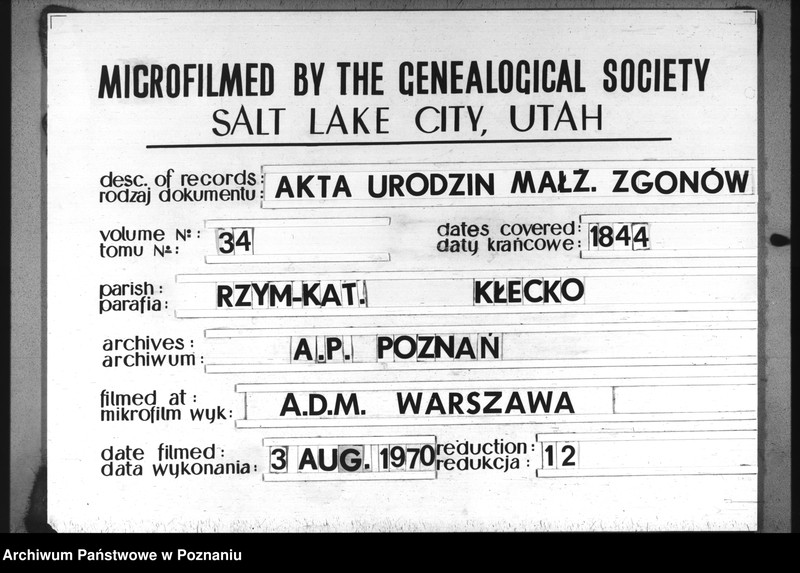 MICROFILMED BY THE GENEALOGICAL SOCIETY
SALT LAKE CITY, UTAH
desc. of records:
rodzaj dokumentu: AKTA URODZIN MAŁŻ. ZGONÓW
volume No:
tomu No: 34
dates covered:
daty krańcowe: 1844
parish:
parafia: RZYM-KAT. KŁECKO
archives:
archiwum: A.P. POZNAŃ
filmed at:
mikrofilm wyk: A.D.M. WARSZAWA
date filmed:
data wykonania: 3 AUG. 1970
reduction:
redukcja: 12
Archiwum Państwowe w Poznaniu